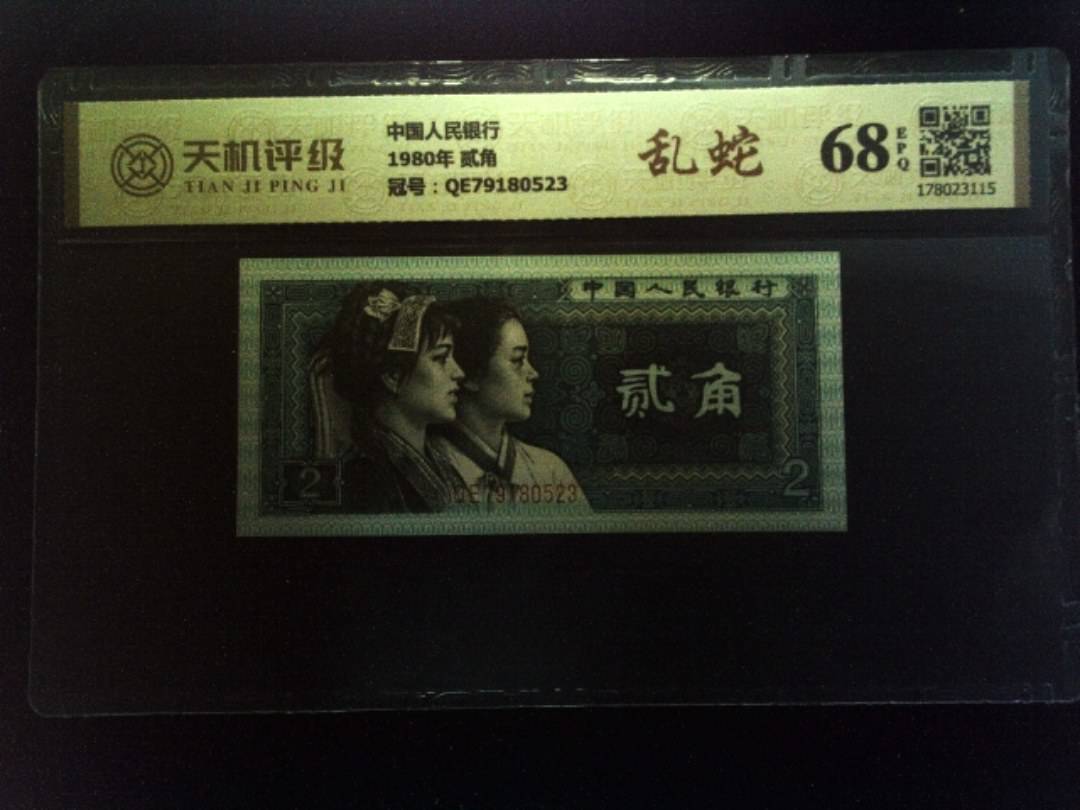 天机评级
TIAN JI PING JI
中国人民银行
1980年 贰角
冠号：QE79180523
乱蛇
68
EPQ
178023115
中国人民银行
贰角
2
2
QE79180523